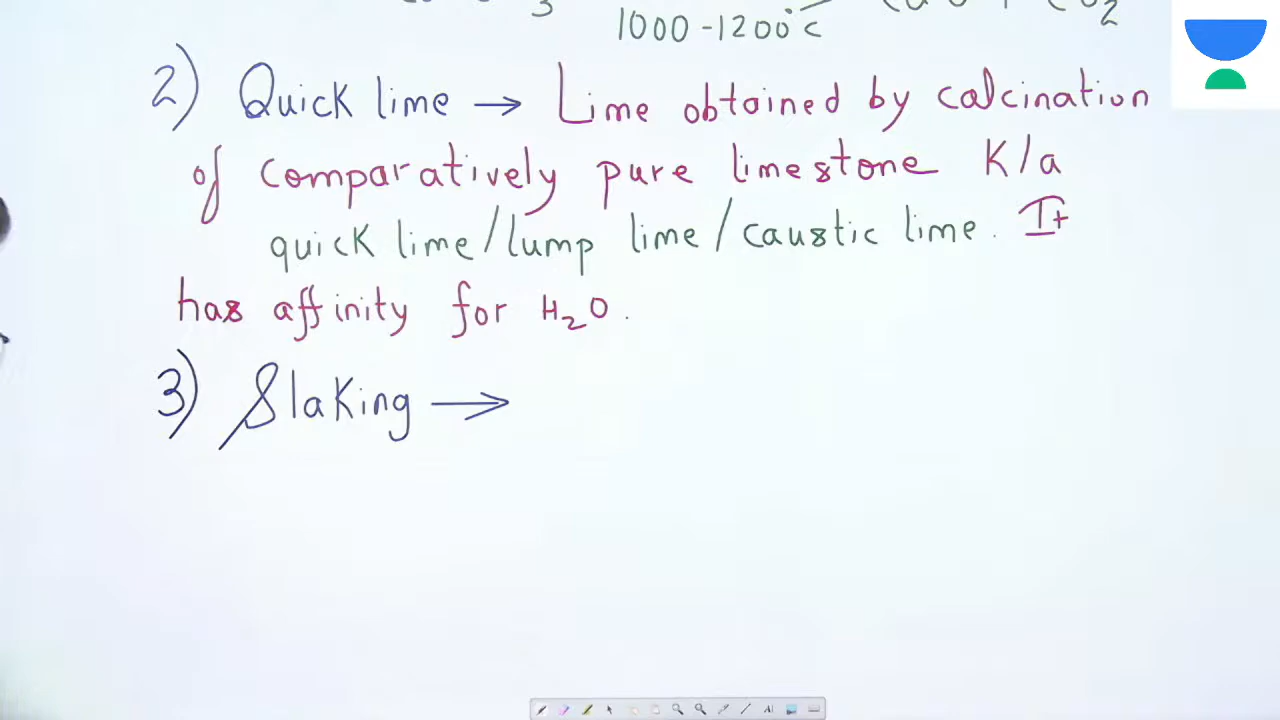 1000-1200°C
2) Quick lime → Lime obtained by calcination
of comparatively pure limestone K/a
quick lime/lump lime/caustic lime. It
has affinity for H₂O.
3) Slaking →